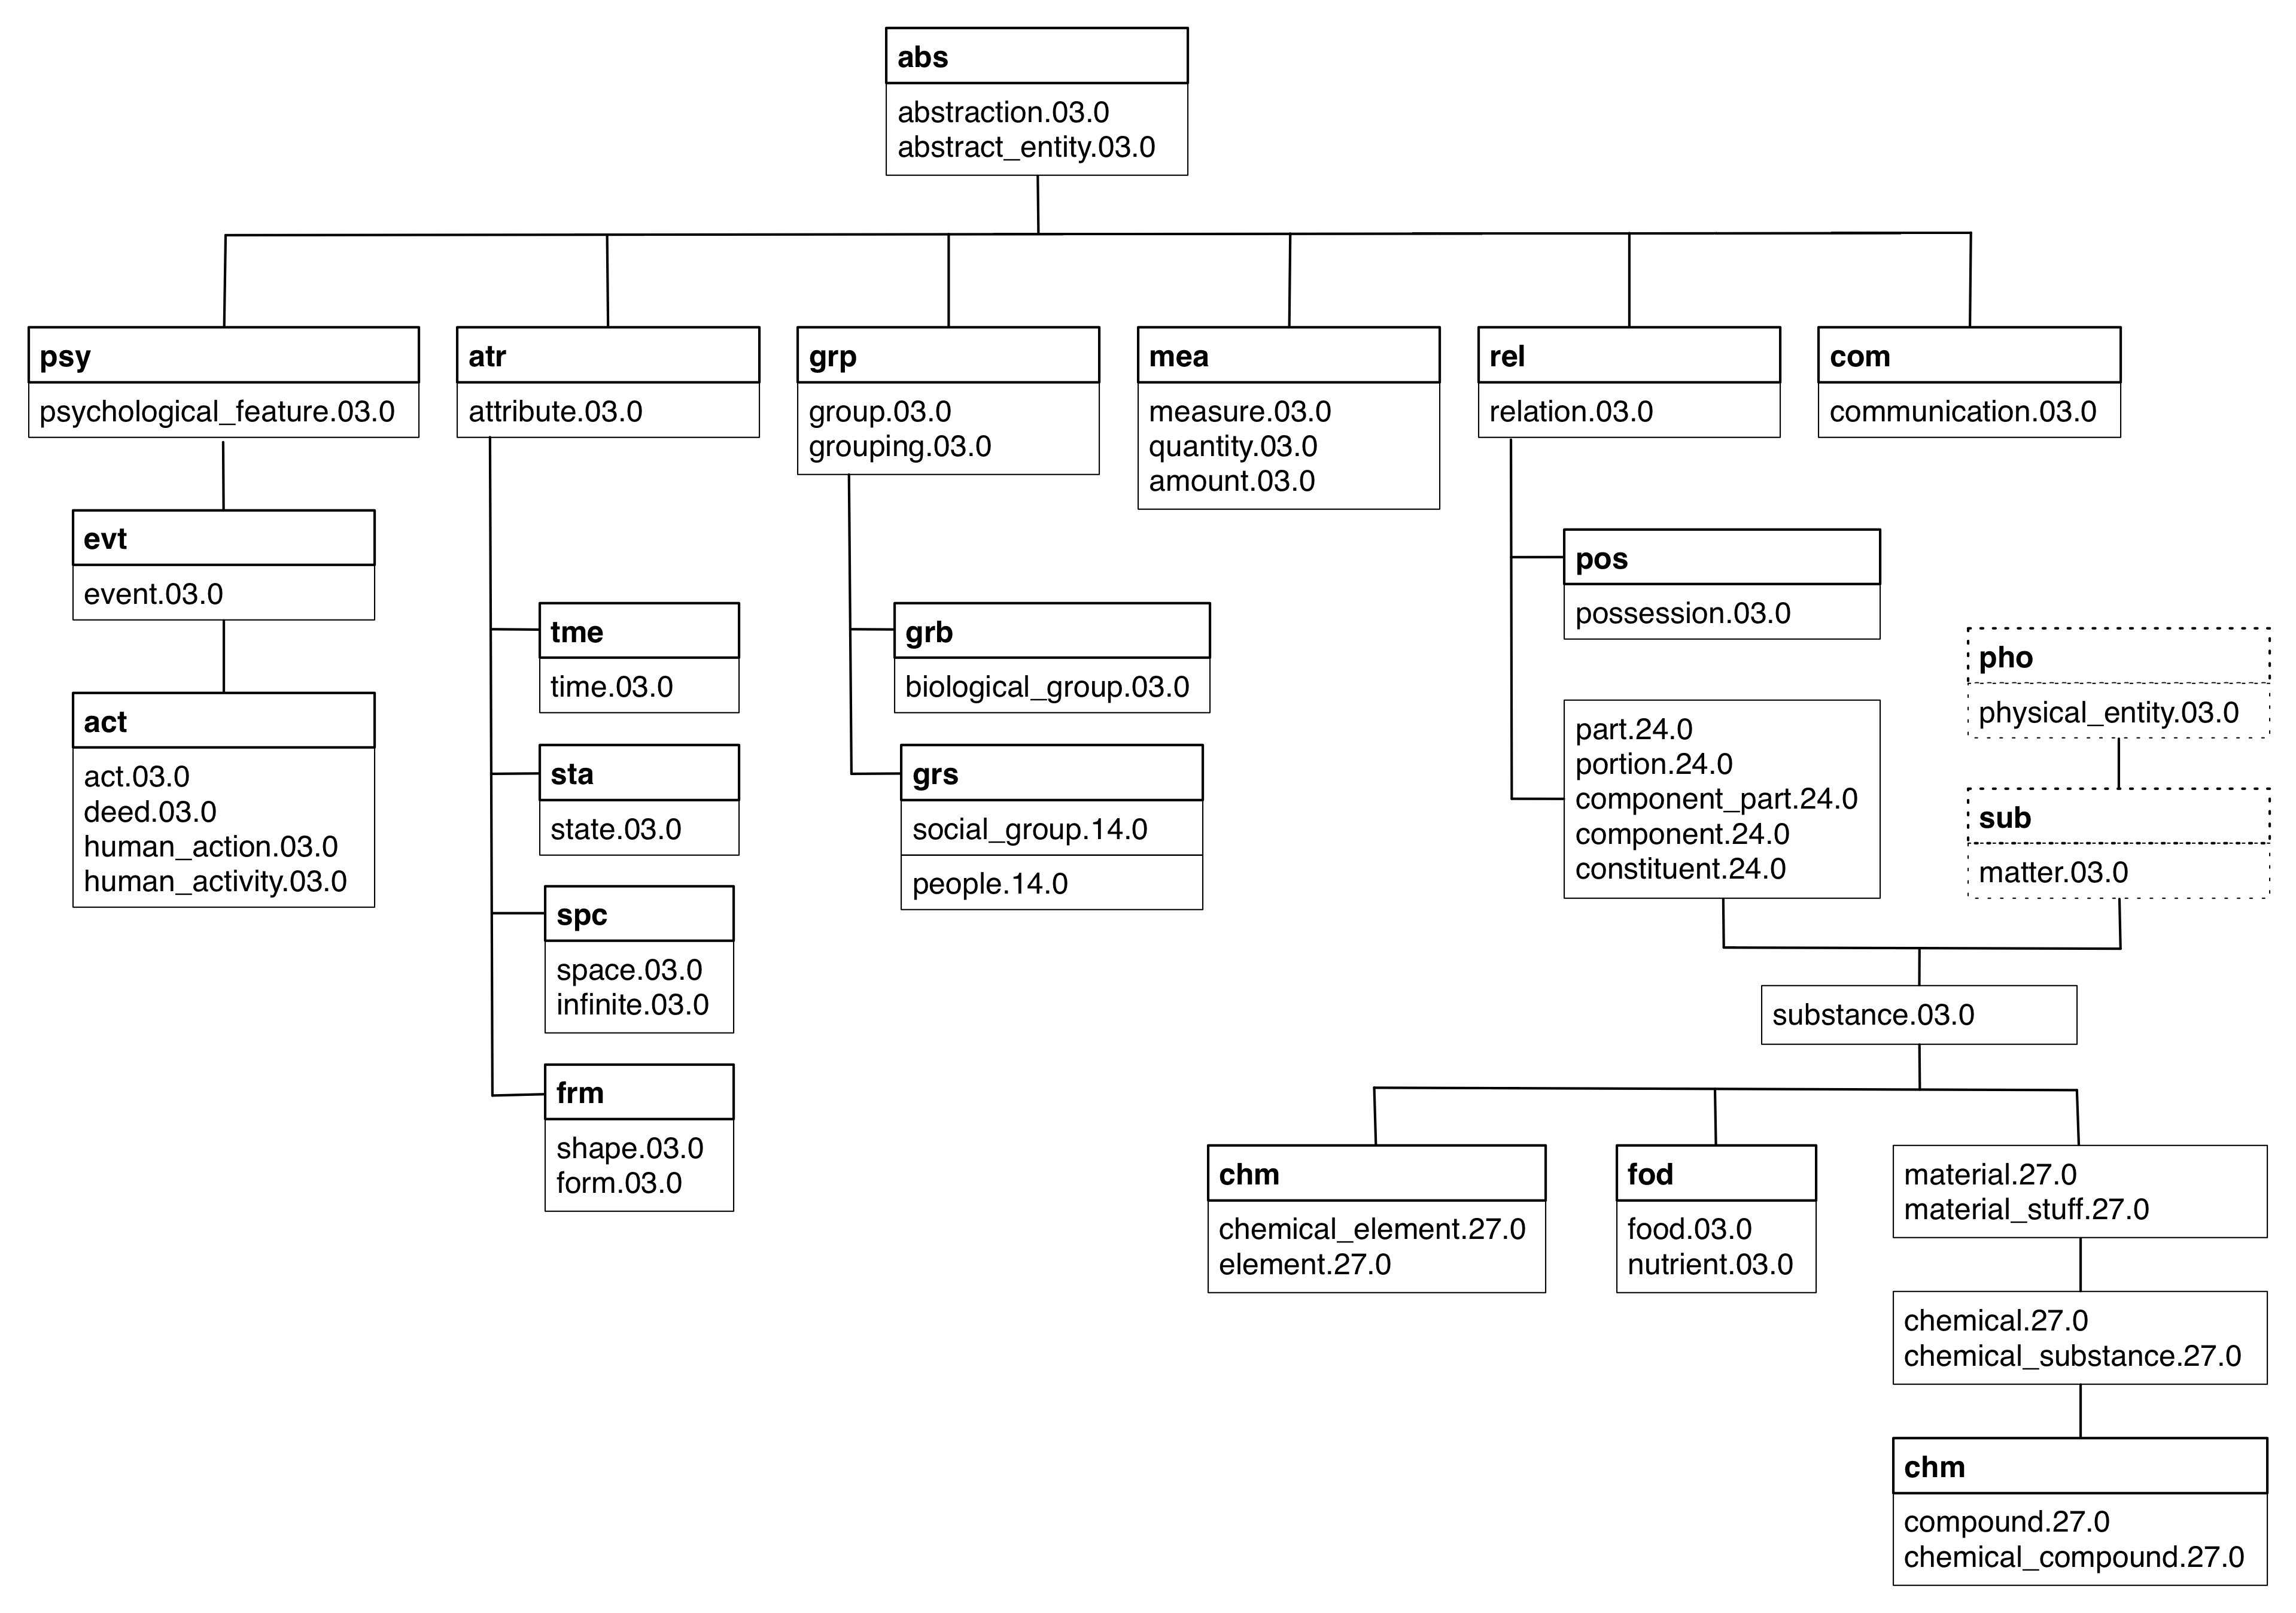 abs
abstraction.03.0
abstract_entity.03.0
psy
psychological_feature.03.0
evt
event.03.0
act
act.03.0
deed.03.0
human_action.03.0
human_activity.03.0
atr
attribute.03.0
tme
time.03.0
sta
state.03.0
spc
space.03.0
infinite.03.0
frm
shape.03.0
form.03.0
grp
group.03.0
grouping.03.0
grb
biological_group.03.0
grs
social_group.14.0
people.14.0
mea
measure.03.0
quantity.03.0
amount.03.0
rel
relation.03.0
pos
possession.03.0
part.24.0
portion.24.0
component_part.24.0
component.24.0
constituent.24.0
com
communication.03.0
pho
physical_entity.03.0
sub
matter.03.0
substance.03.0
chm
chemical_element.27.0
element.27.0
fod
food.03.0
nutrient.03.0
material.27.0
material_stuff.27.0
chemical.27.0
chemical_substance.27.0
chm
compound.27.0
chemical_compound.27.0